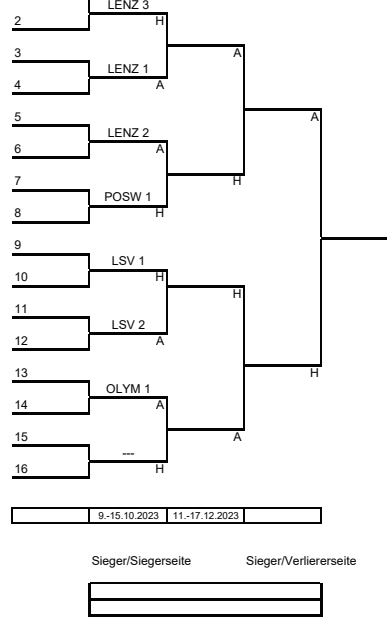 LENZ 3
2
H
3
A
LENZ 1
4
A
5
A
LENZ 2
6
A
7
H
POSW 1
8
H
9
LSV 1
10
H
11
H
LSV 2
12
A
H
13
OLYM 1
14
A
15
A
---
16
H
9.-15.10.2023 11.-17.12.2023
Sieger/Siegerseite Sieger/Verliererseite